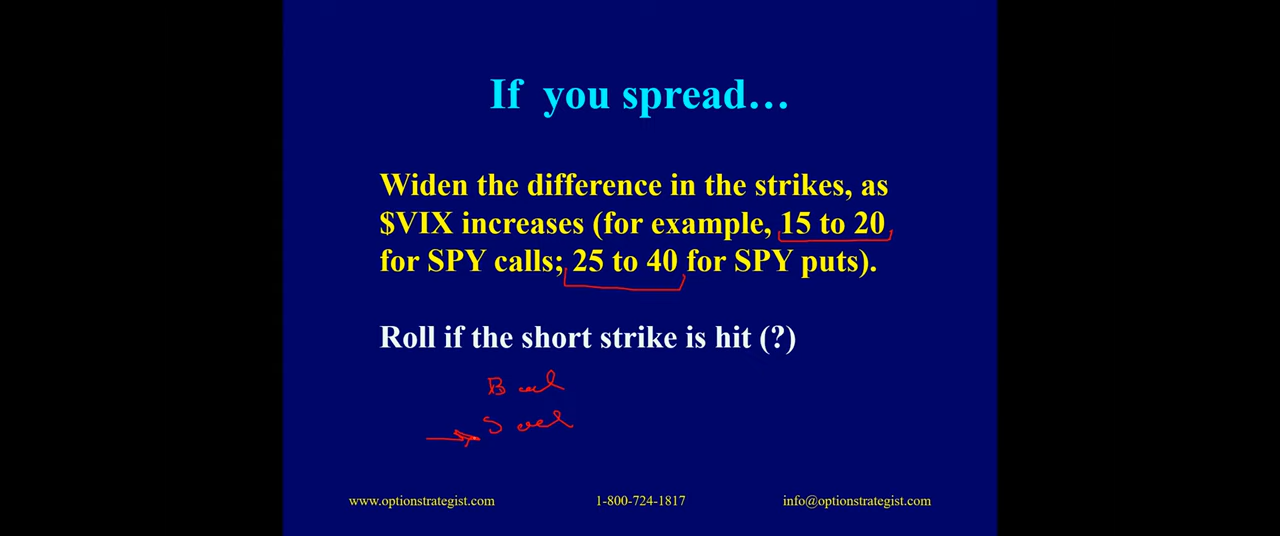 If you spread…
Widen the difference in the strikes, as
$VIX increases (for example, 15 to 20
for SPY calls; 25 to 40 for SPY puts).
Roll if the short strike is hit (?)
B
S
www.optionstrategist.com 1-800-724-1817 info@optionstrategist.com